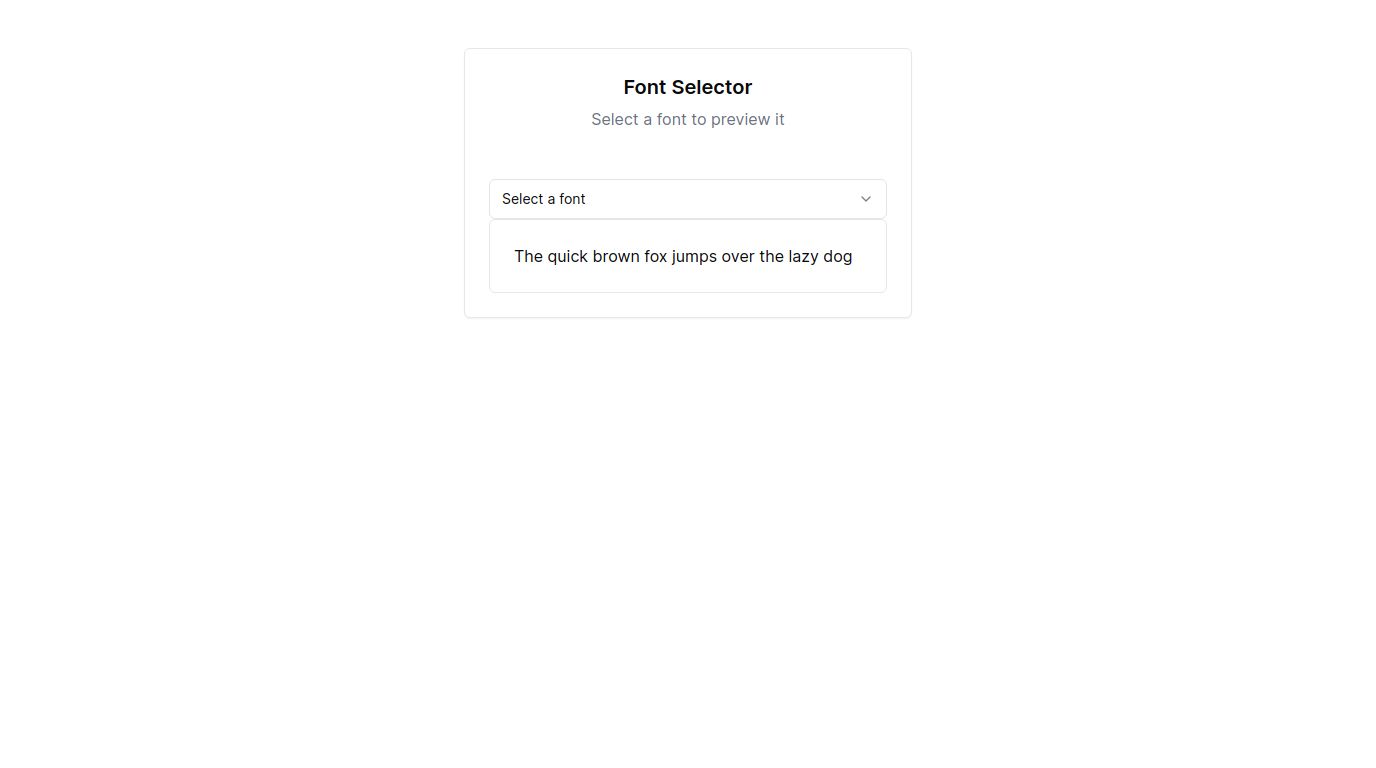 Font Selector
Select a font to preview it
Select a font
The quick brown fox jumps over the lazy dog